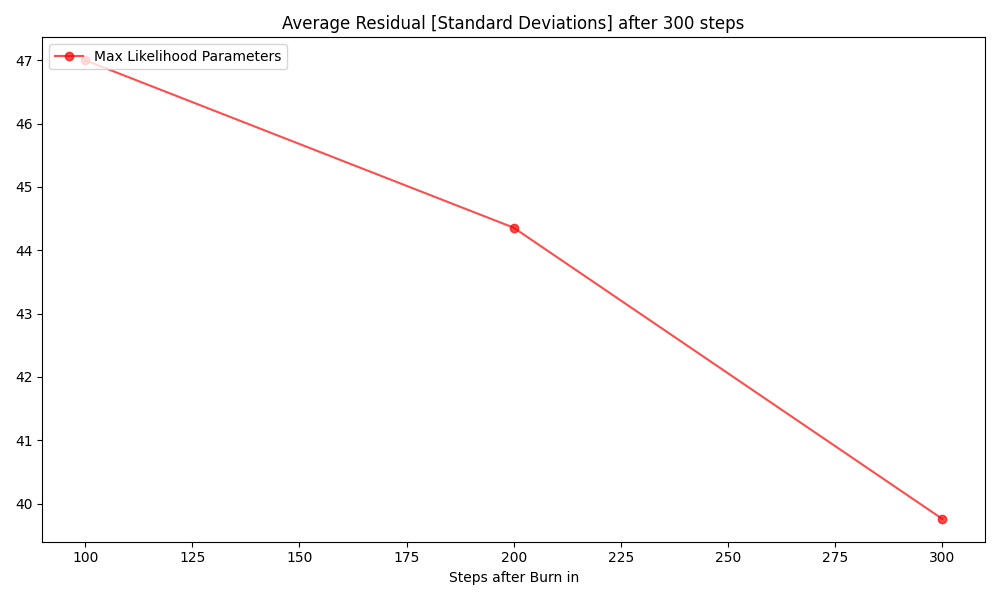 Average Residual [Standard Deviations] after 300 steps
Max Likelihood Parameters
47
46
45
44
43
42
41
40
100 125 150 175 200 225 250 275 300
Steps after Burn in